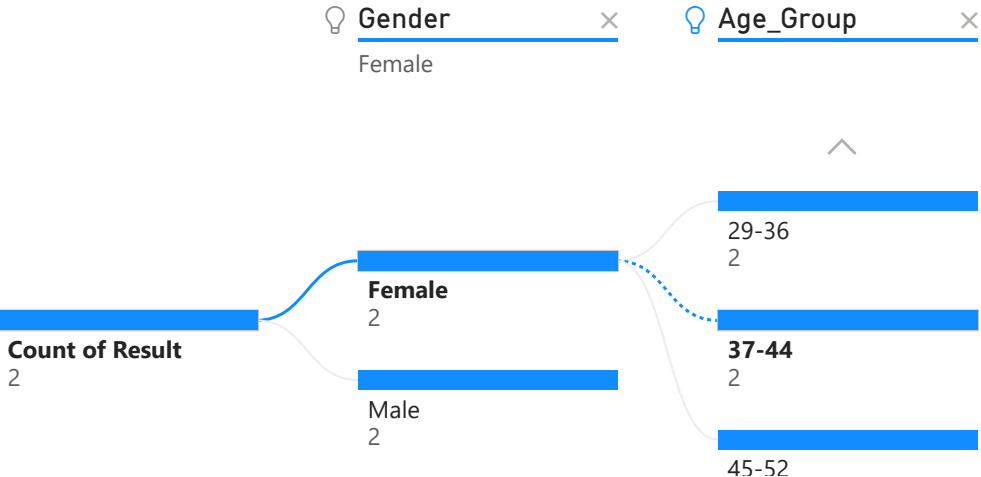 Gender
Age_Group
Female
29-36
2
Female
2
37-44
2
Count of Result
2
Male
2
45-52